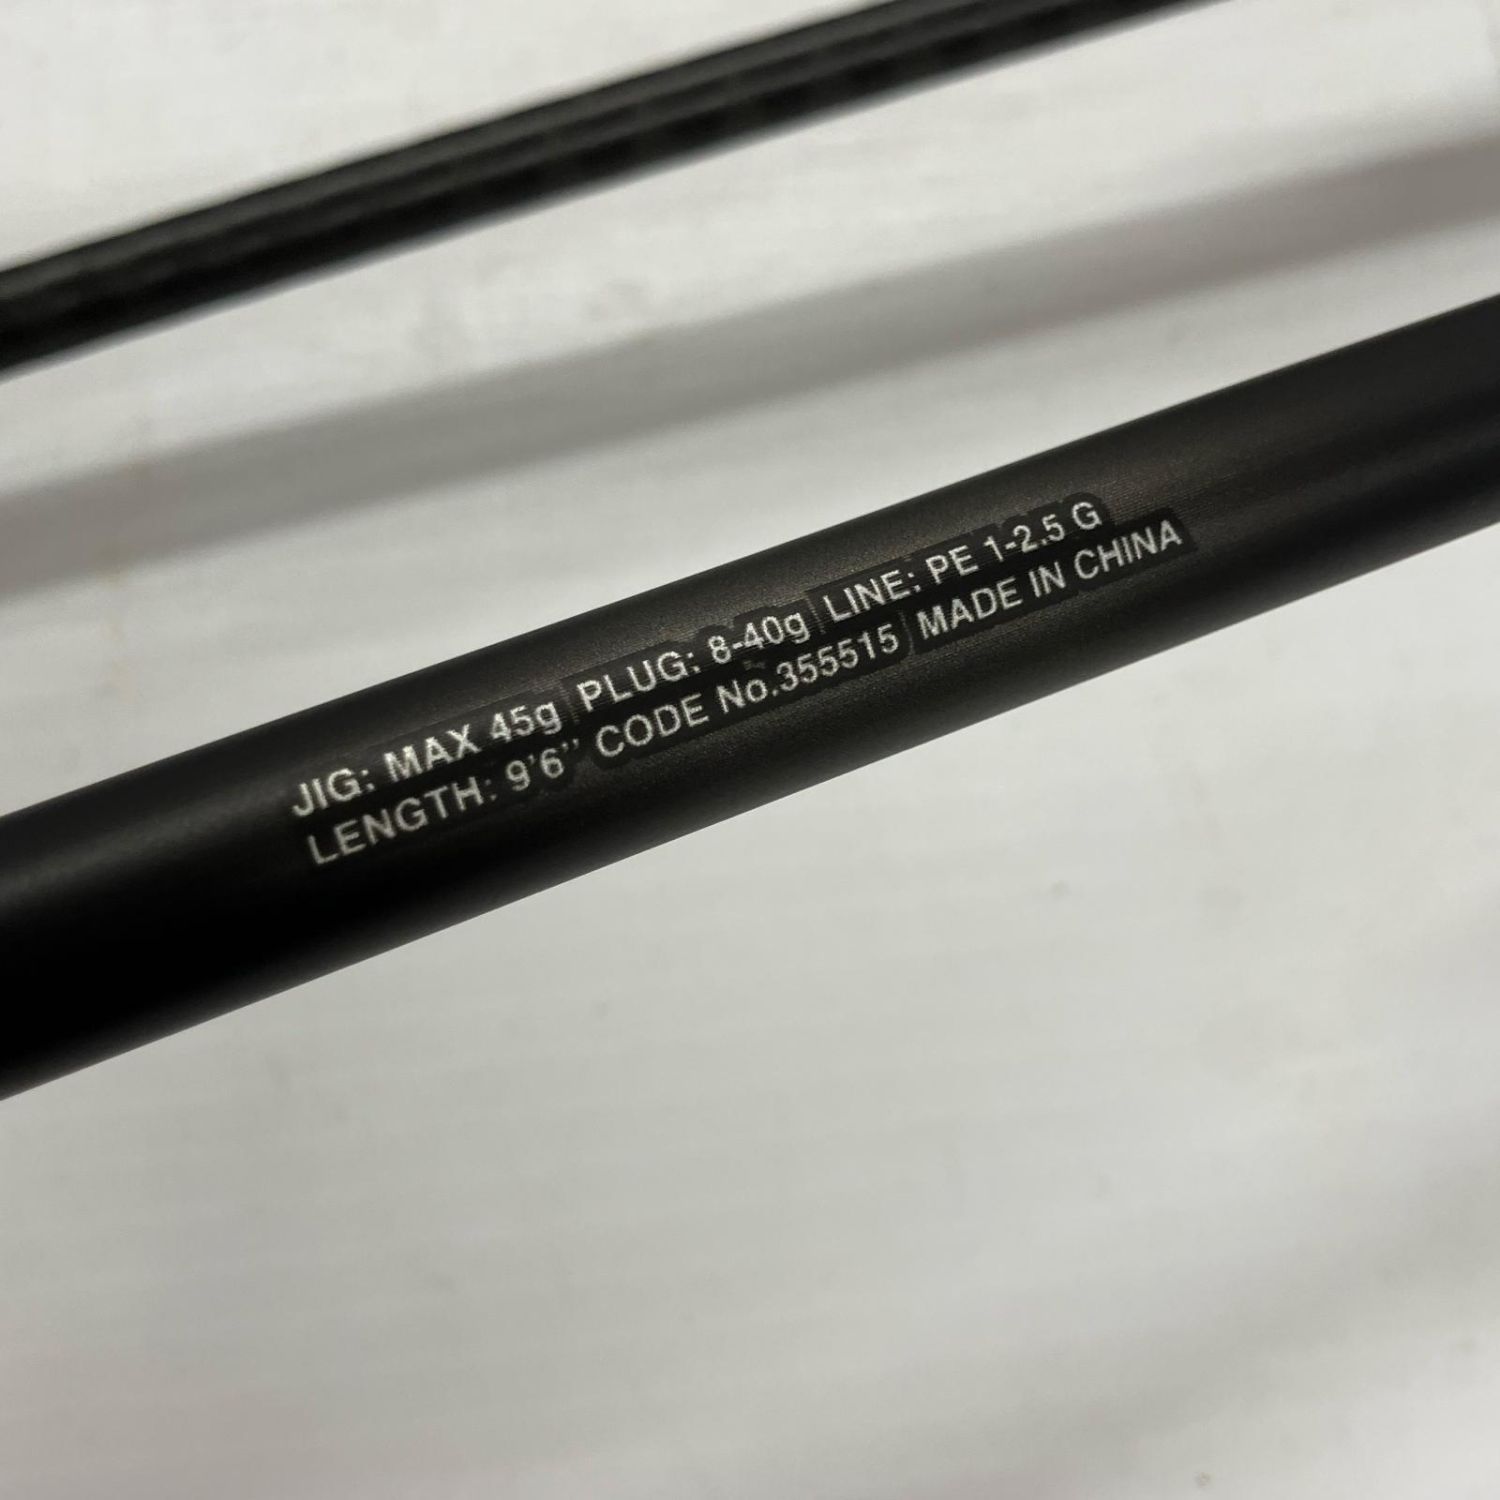 JIG: MAX 45g PLUG: 8-40g LINE: PE 1-2.5 G
LENGTH: 9'6" CODE No.355515 MADE IN CHINA